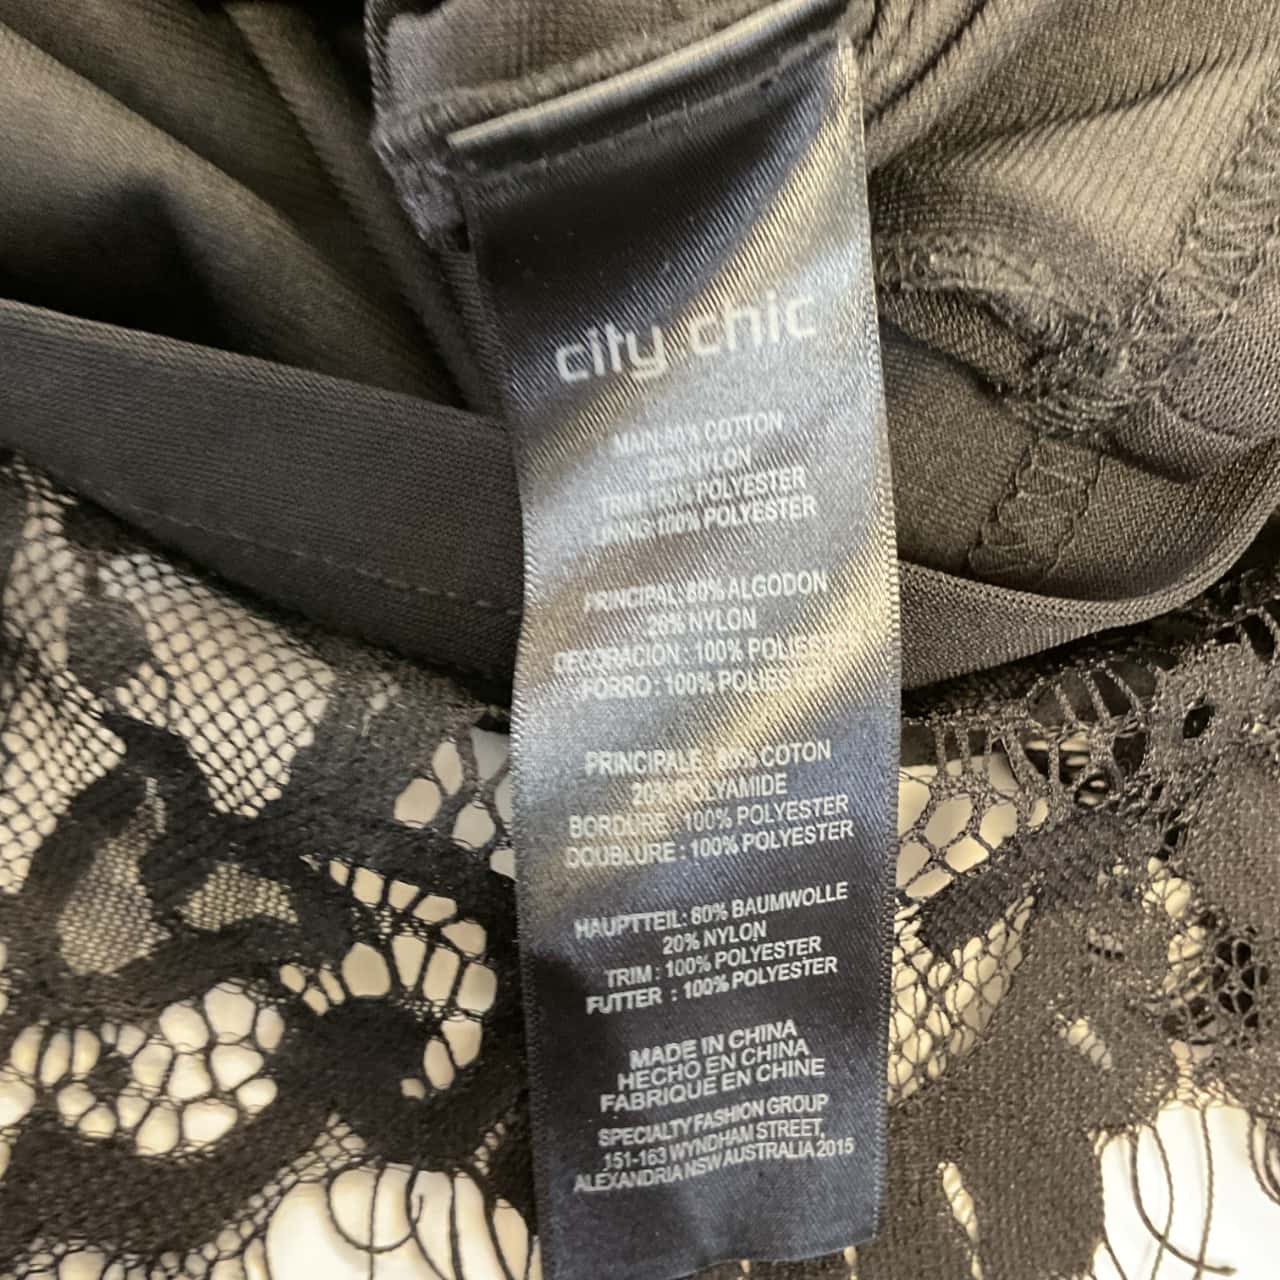 city chic
MAIN:80% COTTON
20% NYLON
TRIM:100% POLYESTER
LINING:100% POLYESTER
PRINCIPAL: 80% ALGODON
20% NYLON
DECORACION : 100% POLIESTER
FORRO : 100% POLIESTER
PRINCIPALE : 80% COTON
20% POLYAMIDE
BORDURE : 100% POLYESTER
DOUBLURE : 100% POLYESTER
HAUPTTEIL: 80% BAUMWOLLE
20% NYLON
TRIM : 100% POLYESTER
FUTTER : 100% POLYESTER
MADE IN CHINA
HECHO EN CHINA
FABRIQUE EN CHINE
SPECIALTY FASHION GROUP
151-163 WYNDHAM STREET,
ALEXANDRIA NSW AUSTRALIA 2015